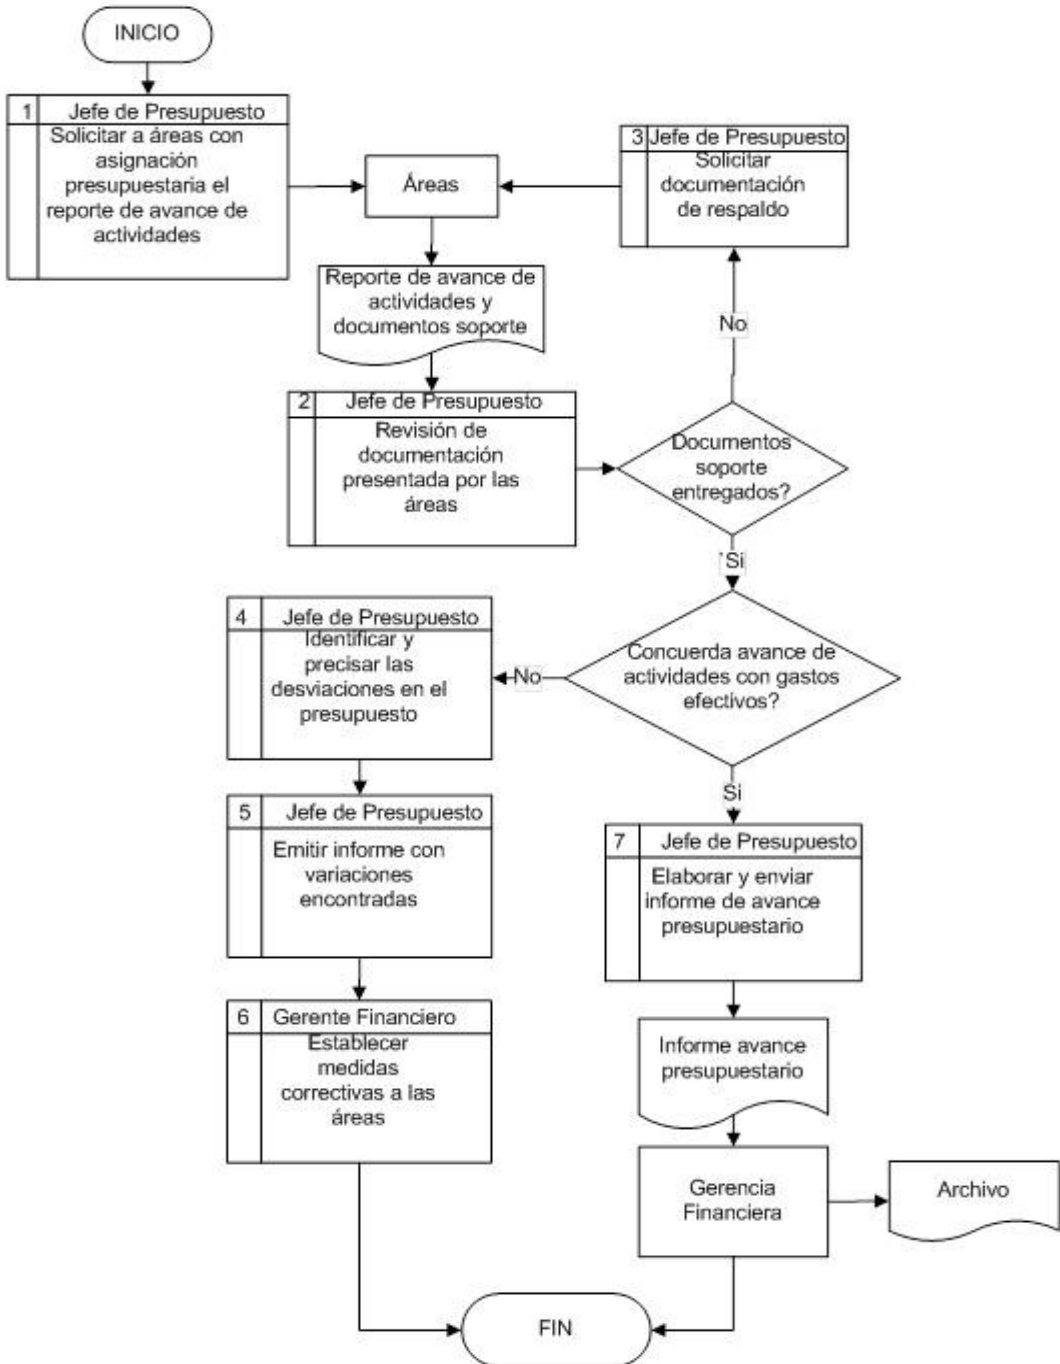 INICIO
1 Jefe de Presupuesto
Solicitar a áreas con
asignación
presupuestaria el
reporte de avance de
actividades
Áreas
3 Jefe de Presupuesto
Solicitar
documentación
de respaldo
Reporte de avance de
actividades y
documentos soporte
No
2 Jefe de Presupuesto
Revisión de
documentación
presentada por las
áreas
Documentos
soporte
entregados?
Si
4 Jefe de Presupuesto
Identificar y
precisar las
desviaciones en el
presupuesto
No
Concuerda avance de
actividades con gastos
efectivos?
Si
5 Jefe de Presupuesto
Emitir informe con
variaciones
encontradas
7 Jefe de Presupuesto
Elaborar y enviar
informe de avance
presupuestario
6 Gerente Financiero
Establecer
medidas
correctivas a las
áreas
Informe avance
presupuestario
Gerencia
Financiera
Archivo
FIN